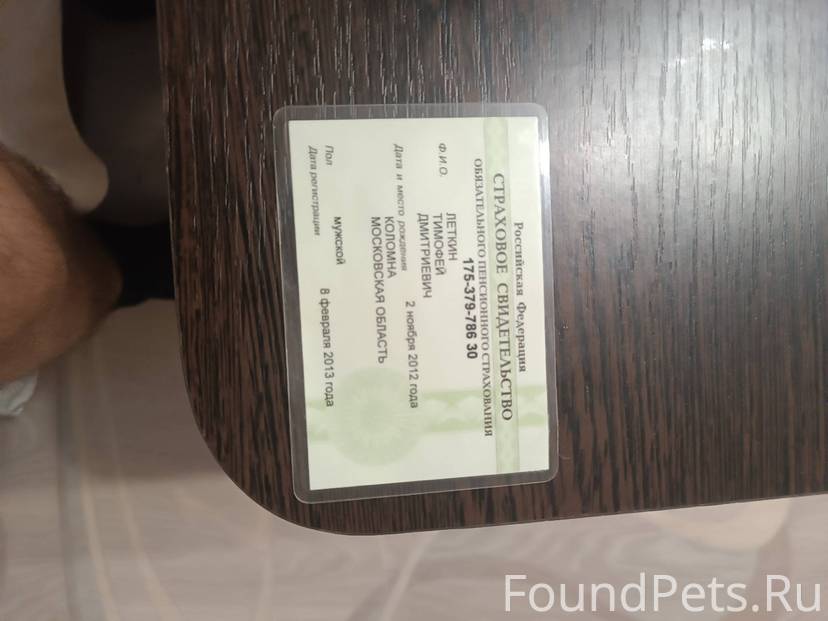 Российская Федерация
СТРАХОВОЕ СВИДЕТЕЛЬСТВО
ОБЯЗАТЕЛЬНОГО ПЕНСИОННОГО СТРАХОВАНИЯ
175-379-786 30
Ф.И.О. ЛЕТКИН
ТИМОФЕЙ
ДМИТРИЕВИЧ
Дата и место рождения 2 ноября 2012 года
КОЛОМНА
МОСКОВСКАЯ ОБЛАСТЬ
Пол мужской
Дата регистрации 8 февраля 2013 года
FoundPets.Ru